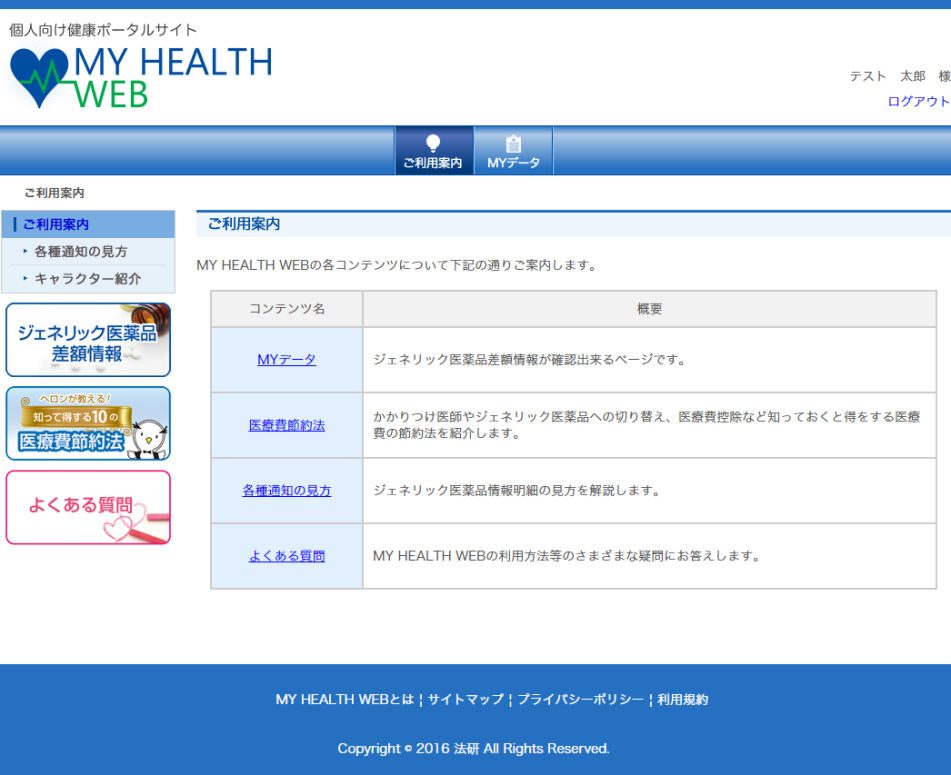 個人向け健康ポータルサイト
MY HEALTH
WEB
テスト　太郎　様
ログアウト
ご利用案内
MYデータ
ご利用案内
ご利用案内
各種通知の見方
キャラクター紹介
ジェネリック医薬品
差額情報
ヘロンが教える!
知って得する10の
医療費節約法
よくある質問
ご利用案内
MY HEALTH WEBの各コンテンツについて下記の通りご案内します。
コンテンツ名
概要
MYデータ
ジェネリック医薬品差額情報が確認出来るページです。
医療費節約法
かかりつけ医師やジェネリック医薬品への切り替え、医療費控除など知っておくと得をする医療
費の節約法を紹介します。
各種通知の見方
ジェネリック医薬品情報明細の見方を解説します。
よくある質問
MY HEALTH WEBの利用方法等のさまざまな疑問にお答えします。
MY HEALTH WEBとは ¦ サイトマップ ¦ プライバシーポリシー ¦ 利用規約
Copyright © 2016 法研 All Rights Reserved.